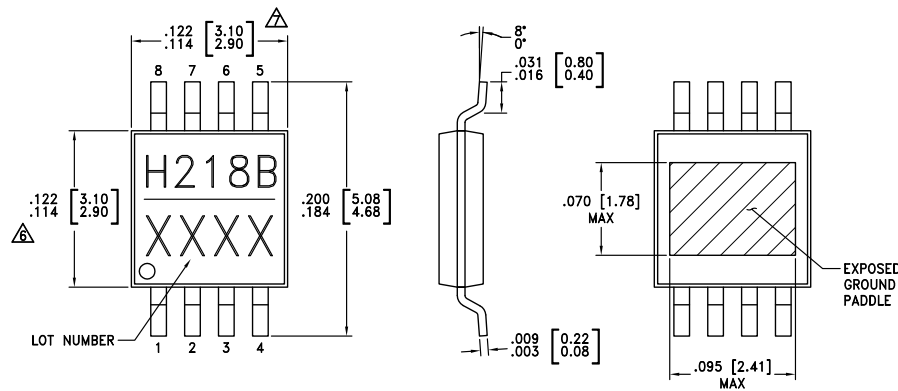 .122 [3.10]
.114 [2.90]
7
8 7 6 5
H218B
XXXX
.122 [3.10]
.114 [2.90]
6
.200 [5.08]
.184 [4.68]
LOT NUMBER
1 2 3 4
8°
0°
.031 [0.80]
.016 [0.40]
.009 [0.22]
.003 [0.08]
.070 [1.78]
MAX
EXPOSED
GROUND
PADDLE
.095 [2.41]
MAX